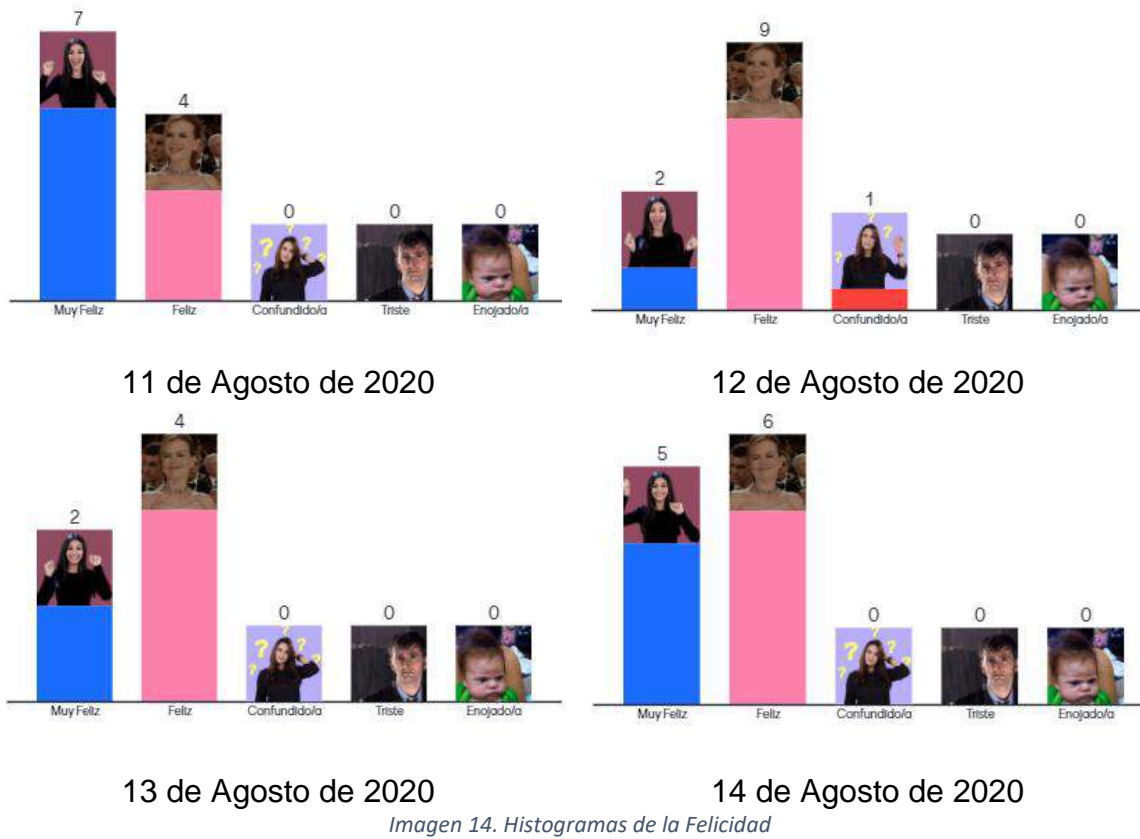 7
4
0
0
0
Muy Feliz
Feliz
Confundido/a
Triste
Enojado/a
11 de Agosto de 2020
2
9
1
0
0
Muy Feliz
Feliz
Confundido/a
Triste
Enojado/a
12 de Agosto de 2020
2
4
0
0
0
Muy Feliz
Feliz
Confundido/a
Triste
Enojado/a
13 de Agosto de 2020
5
6
0
0
0
Muy Feliz
Feliz
Confundido/a
Triste
Enojado/a
14 de Agosto de 2020
Imagen 14. Histogramas de la Felicidad